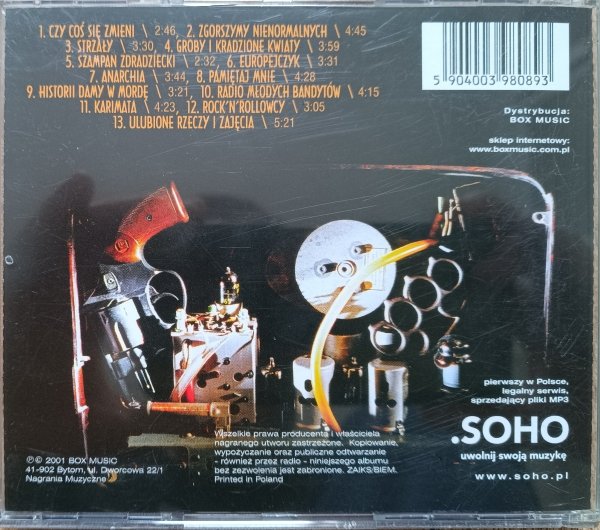 1. CZY COŚ SIĘ ZMIENI \ 2:46, 2. ZGORSZYMY NIENORMALNYCH \ 4:45
3. STRZAŁY \ 3:30, 4. GROBY I KRADZIONE KWIATY \ 3:59
5. SZAMPAN ZDRADZIECKI \ 2:32, 6. EUROPEJCZYK \ 3:31
7. ANARCHIA \ 3:44, 8. PAMIĘTAJ MNIE \ 4:28
9. HISTORII DAMY W MORDĘ \ 3:21, 10. RADIO MŁODYCH BANDYTÓW \ 4:15
11. KARIMATA \ 4:23, 12. ROCK'N'ROLLOWCY \ 3:05
13. ULUBIONE RZECZY I ZAJĘCIA \ 5:21
5 904003 980893
Dystrybucja:
BOX MUSIC
sklep internetowy:
www.boxmusic.com.pl
pierwszy w Polsce,
legalny serwis,
sprzedający pliki MP3
.SOHO
uwolnij swoją muzykę
www.soho.pl
Wszelkie prawa producenta i właściciela
nagranego utworu zastrzeżone. Kopiowanie,
wypożyczanie oraz publiczne odtwarzanie
- również przez radio - niniejszego albumu
bez zezwolenia jest zabronione. ZAIKS/BIEM.
Printed in Poland
℗ © 2001 BOX MUSIC
41-902 Bytom, ul. Dworcowa 22/1
Nagrania Muzyczne